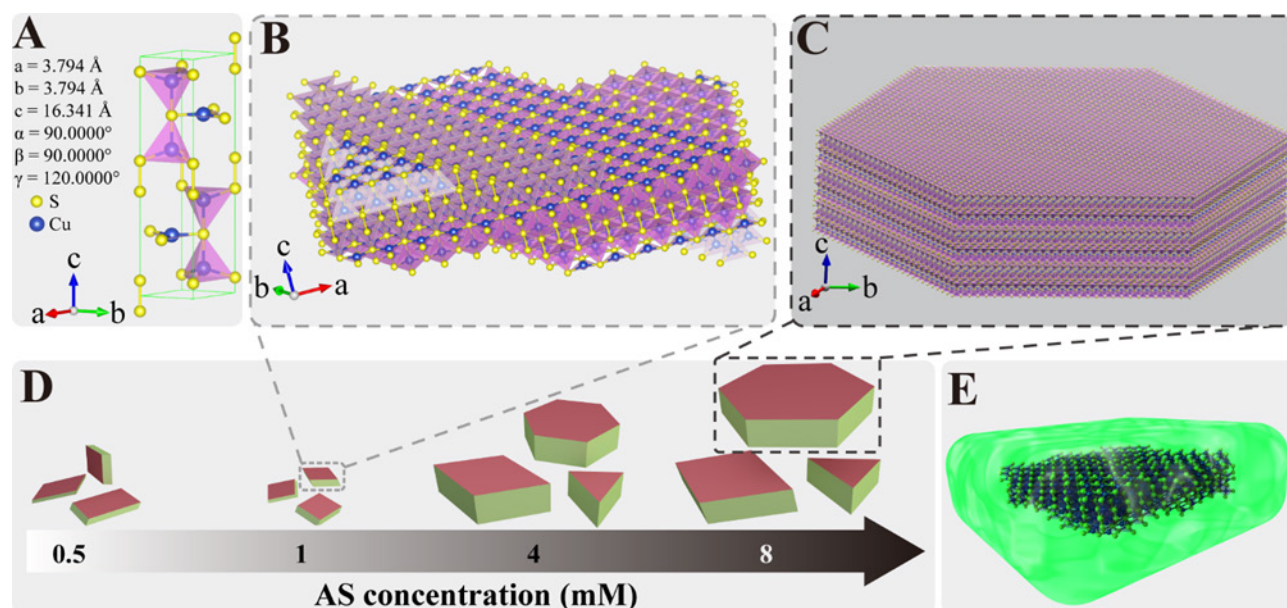 A
a = 3.794 Å
b = 3.794 Å
c = 16.341 Å
α = 90.0000°
β = 90.0000°
γ = 120.0000°
S
Cu
c
a
b
B
c
b
a
C
c
a
b
D
0.5
1
4
8
AS concentration (mM)
E